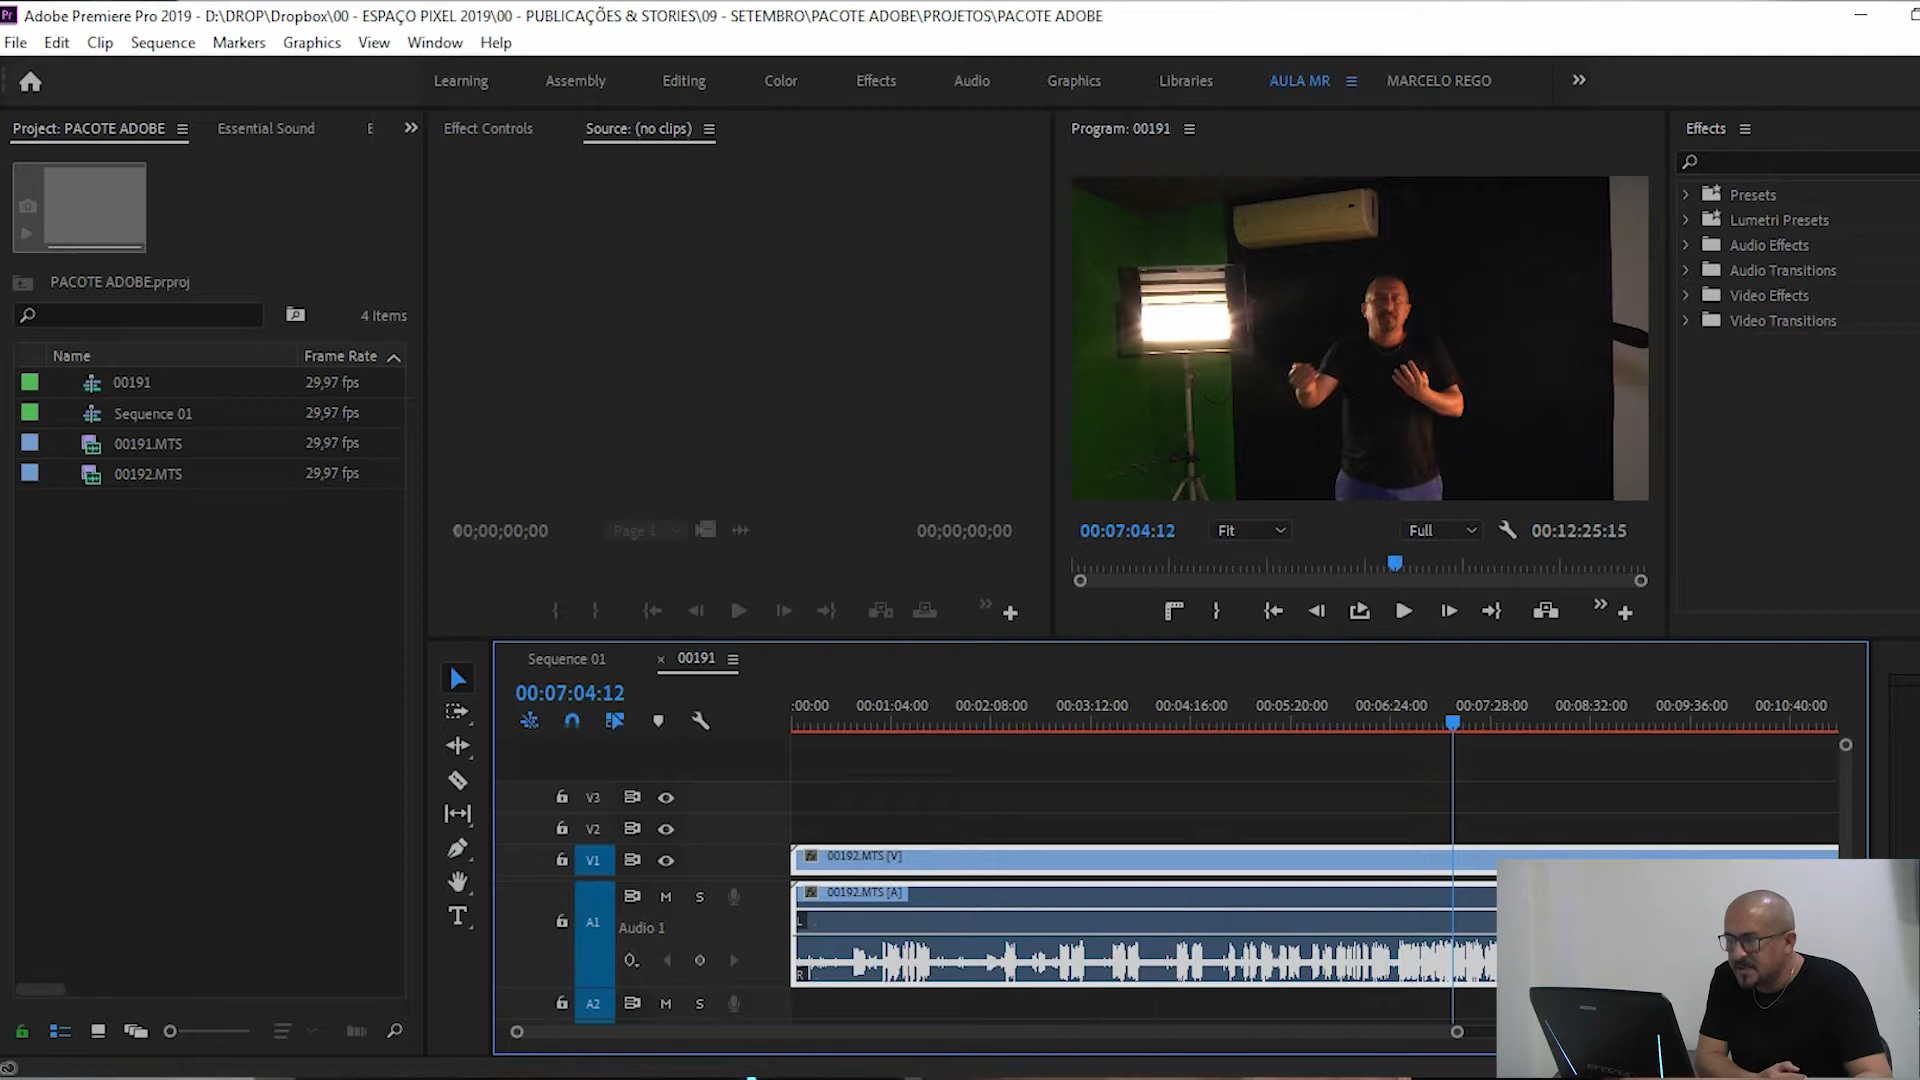 Pr Adobe Premiere Pro 2019 - D:\DROP\Dropbox\00 - ESPAÇO PIXEL 2019\00 - PUBLICAÇÕES & STORIES\09 - SETEMBRO\PACOTE ADOBE\PROJETOS\PACOTE ADOBE
File Edit Clip Sequence Markers Graphics View Window Help
Learning Assembly Editing Color Effects Audio Graphics Libraries AULA MR MARCELO REGO
Project: PACOTE ADOBE Essential Sound E
Effect Controls Source: (no clips)
Program: 00191
Effects
PACOTE ADOBE.prproj
4 Items
Name Frame Rate
00191 29,97 fps
Sequence 01 29,97 fps
00191.MTS 29,97 fps
00192.MTS 29,97 fps
00;00;00;00 Page 1 00;00;00;00
00:07:04:12 Fit Full 00:12:25:15
Presets
Lumetri Presets
Audio Effects
Audio Transitions
Video Effects
Video Transitions
Sequence 01 × 00191
00:07:04:12
:00:00 00:01:04:00 00:02:08:00 00:03:12:00 00:04:16:00 00:05:20:00 00:06:24:00 00:07:28:00 00:08:32:00 00:09:36:00 00:10:40:00
V3
V2
V1 fx 00192.MTS [V]
A1 M S fx 00192.MTS [A]
Audio 1
L
R
A2 M S
T